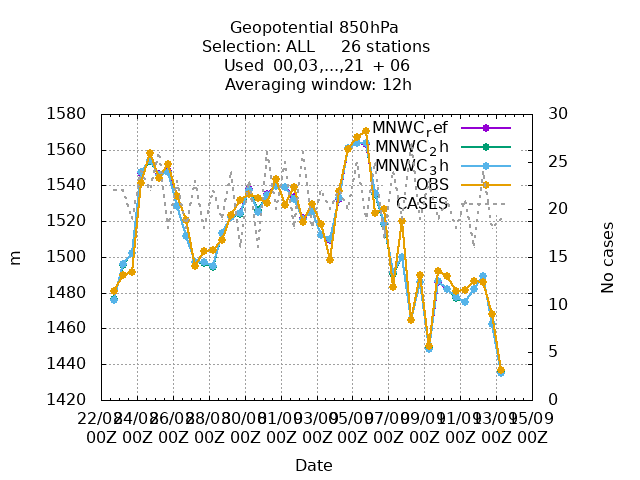 Geopotential 850hPa
Selection: ALL 26 stations
Used 00,03,...,21 + 06
Averaging window: 12h
1580 30
1560 25
1540 20
1520 15
1500 10
1480 5
1460 0
1440
1420
MNWC_ref
MNWC_2h
MNWC_3h
OBS
CASES
m
No cases
22/08 24/08 26/08 28/08 30/08 01/09 03/09 05/09 07/09 09/09 11/09 13/09 15/09
00Z 00Z 00Z 00Z 00Z 00Z 00Z 00Z 00Z 00Z 00Z 00Z 00Z
Date